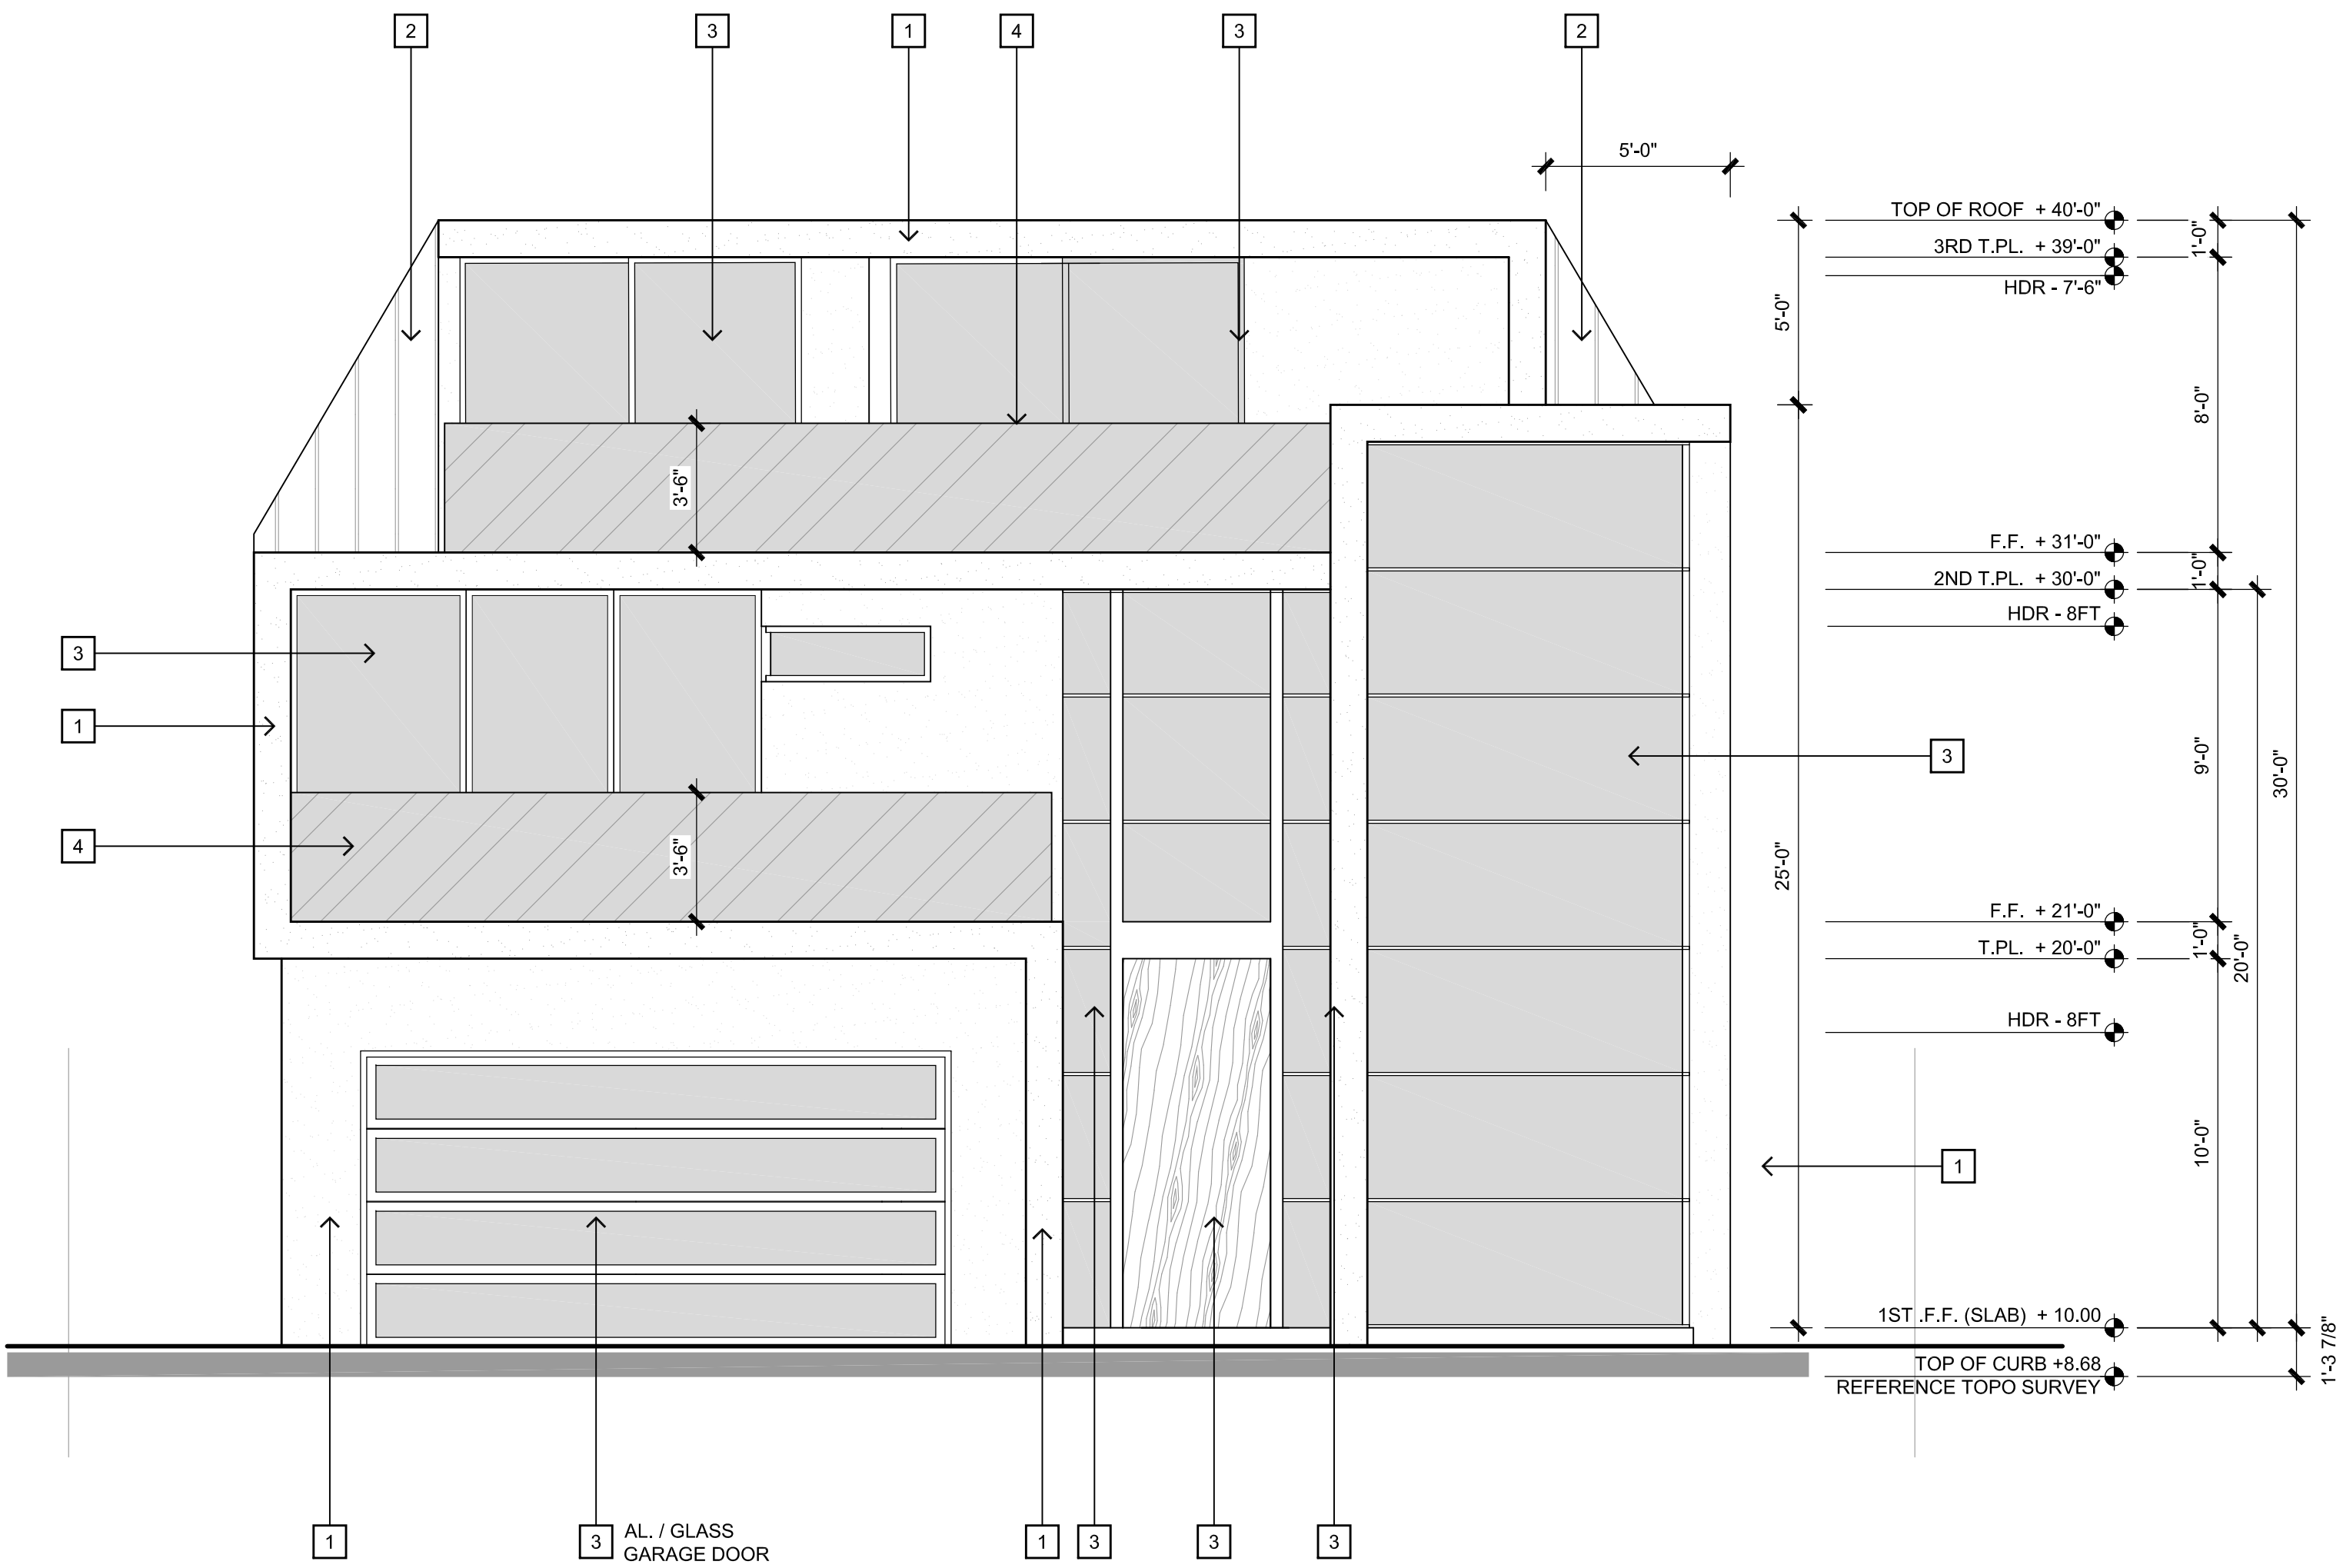 2
3
1
4
3
2
5'-0"
TOP OF ROOF + 40'-0"
1'-0"
3RD T.PL. + 39'-0"
HDR - 7'-6"
5'-0"
8'-0"
3'-6"
F.F. + 31'-0"
1'-0"
2ND T.PL. + 30'-0"
HDR - 8FT
3
1
3
9'-0"
30'-0"
4
3'-6"
25'-0"
F.F. + 21'-0"
1'-0"
T.PL. + 20'-0"
20'-0"
HDR - 8FT
10'-0"
1
1ST .F.F. (SLAB) + 10.00
1'-3 7/8"
TOP OF CURB +8.68
REFERENCE TOPO SURVEY
1
3
AL. / GLASS
GARAGE DOOR
1
3
3
3